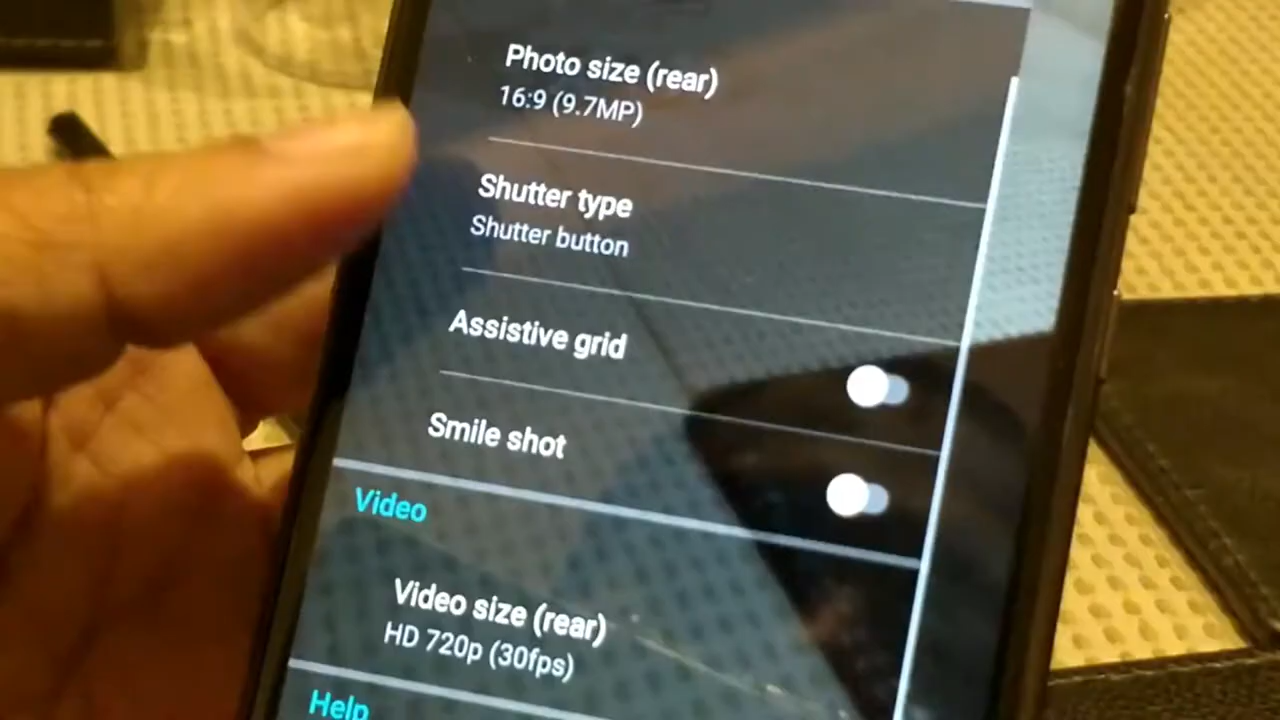 Photo size (rear)
16:9 (9.7MP)
Shutter type
Shutter button
Assistive grid
Smile shot
Video
Video size (rear)
HD 720p (30fps)
Help